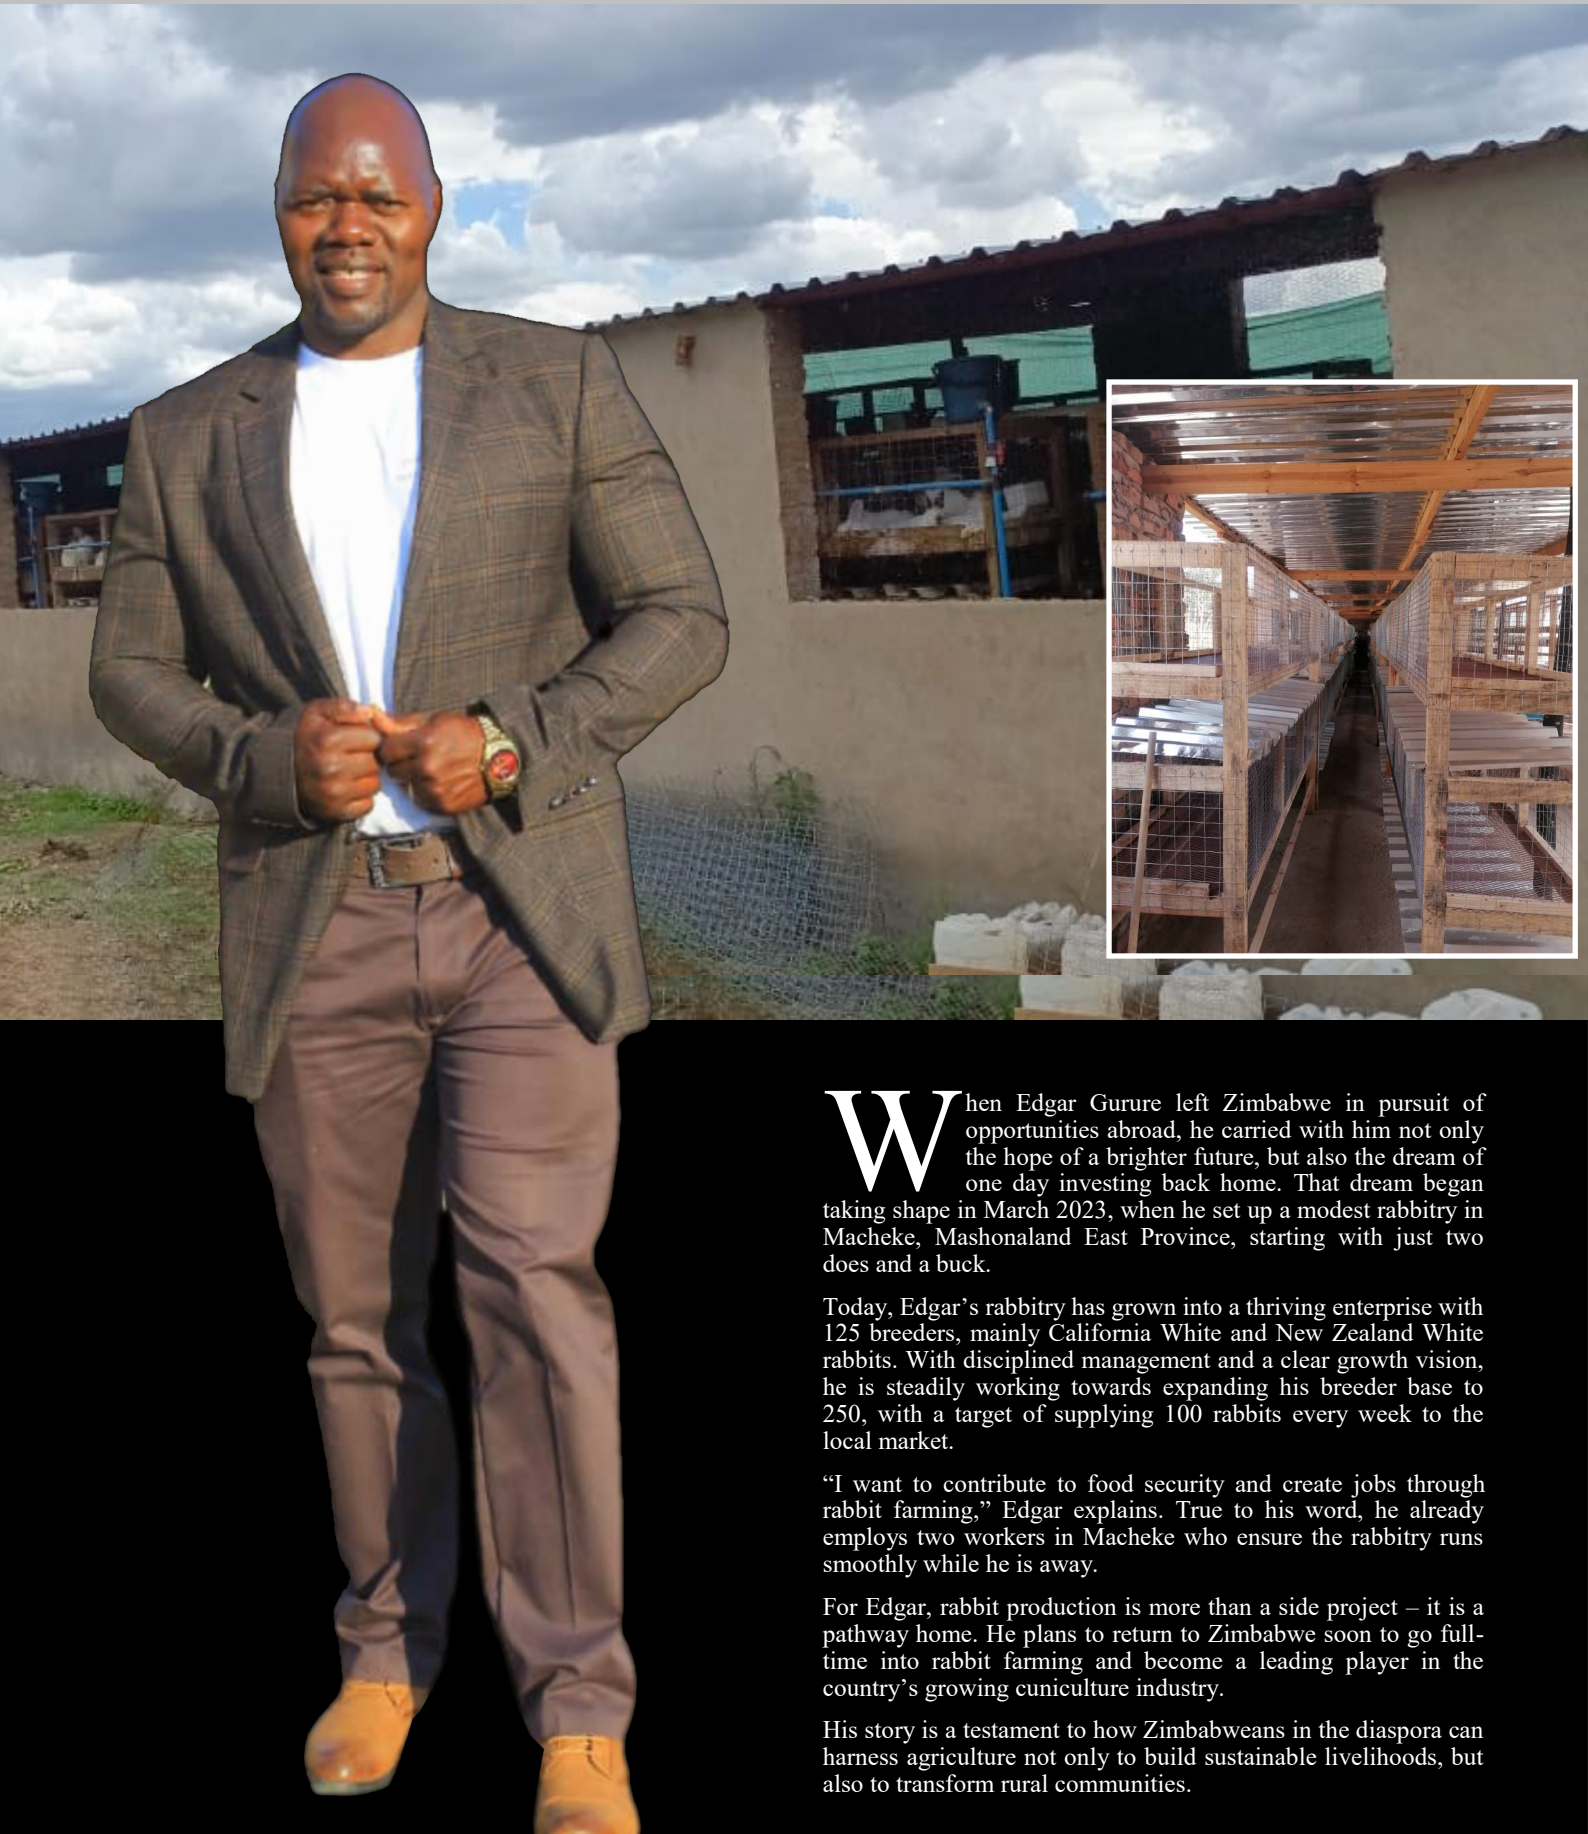 When Edgar Gurure left Zimbabwe in pursuit of
opportunities abroad, he carried with him not only
the hope of a brighter future, but also the dream of
one day investing back home. That dream began
taking shape in March 2023, when he set up a modest rabbitry in
Macheke, Mashonaland East Province, starting with just two
does and a buck.
Today, Edgar’s rabbitry has grown into a thriving enterprise with
125 breeders, mainly California White and New Zealand White
rabbits. With disciplined management and a clear growth vision,
he is steadily working towards expanding his breeder base to
250, with a target of supplying 100 rabbits every week to the
local market.
“I want to contribute to food security and create jobs through
rabbit farming,” Edgar explains. True to his word, he already
employs two workers in Macheke who ensure the rabbitry runs
smoothly while he is away.
For Edgar, rabbit production is more than a side project – it is a
pathway home. He plans to return to Zimbabwe soon to go full-
time into rabbit farming and become a leading player in the
country’s growing cuniculture industry.
His story is a testament to how Zimbabweans in the diaspora can
harness agriculture not only to build sustainable livelihoods, but
also to transform rural communities.